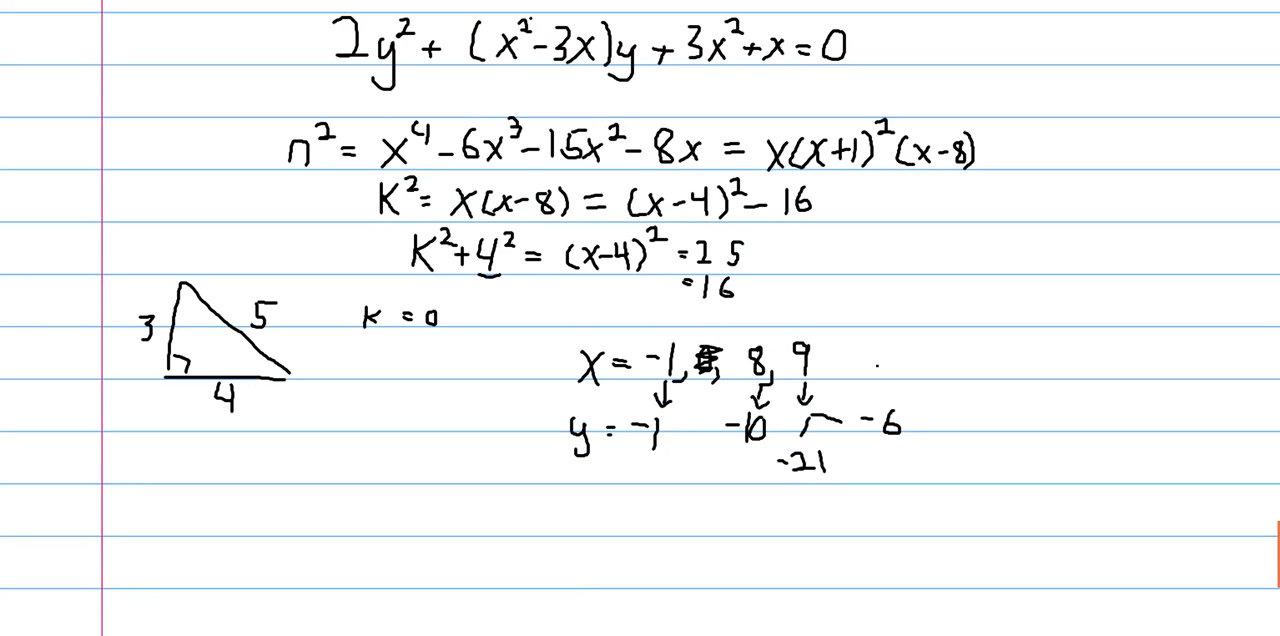 2y² + (x² - 3x)y + 3x² + x = 0
n² = x⁴ - 6x³ - 15x² - 8x = x(x+1)²(x-8)
K² = x(x-8) = (x-4)² - 16
K² + 4² = (x-4)² = 25
= 16
3 5 K = 0
4
x = -1, 8, 9
y = -1 -10 -6
-21